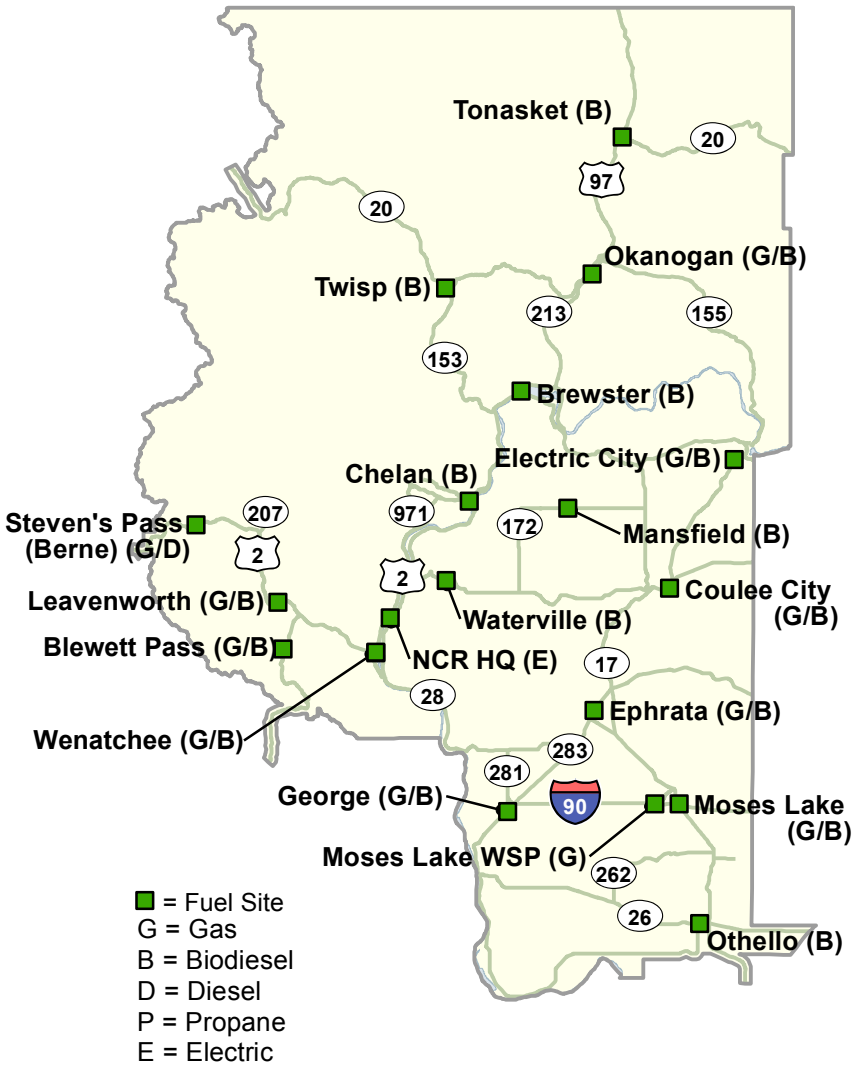 Tonasket (B)
20
97
20
Okanogan (G/B)
Twisp (B)
213
155
153
Brewster (B)
Electric City (G/B)
Chelan (B)
207
971
172
Steven's Pass
(Berne) (G/D)
Mansfield (B)
2
2
Leavenworth (G/B)
Coulee City
(G/B)
Waterville (B)
Blewett Pass (G/B)
NCR HQ (E)
17
28
Ephrata (G/B)
Wenatchee (G/B)
283
281
George (G/B)
90
Moses Lake
(G/B)
Moses Lake WSP (G)
262
26
Othello (B)
= Fuel Site
G = Gas
B = Biodiesel
D = Diesel
P = Propane
E = Electric